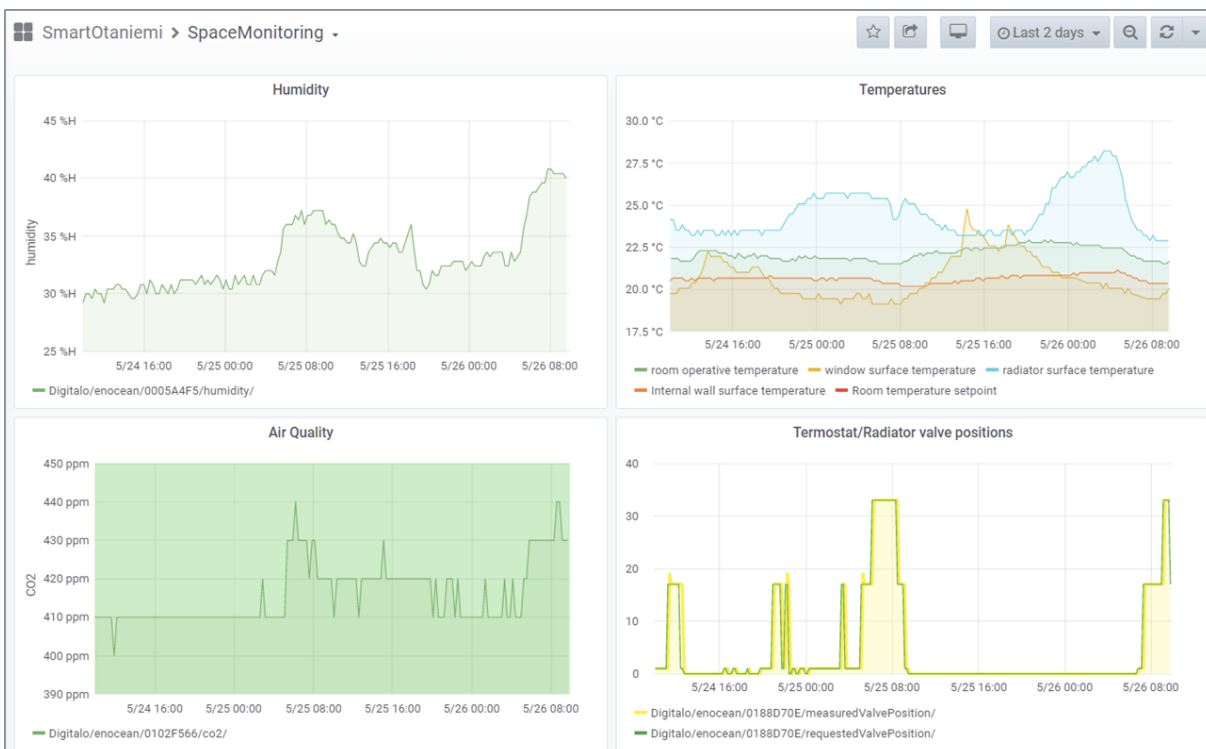 SmartOtaniemi > SpaceMonitoring
Last 2 days
Humidity
45 %H
40 %H
35 %H
30 %H
25 %H
humidity
5/24 16:00 5/25 00:00 5/25 08:00 5/25 16:00 5/26 00:00 5/26 08:00
Digitalo/enocean/0005A4F5/humidity/
Temperatures
30.0 °C
27.5 °C
25.0 °C
22.5 °C
20.0 °C
17.5 °C
5/24 16:00 5/25 00:00 5/25 08:00 5/25 16:00 5/26 00:00 5/26 08:00
room operative temperature window surface temperature radiator surface temperature
Internal wall surface temperature Room temperature setpoint
Air Quality
450 ppm
440 ppm
430 ppm
420 ppm
410 ppm
400 ppm
390 ppm
CO2
5/24 16:00 5/25 00:00 5/25 08:00 5/25 16:00 5/26 00:00 5/26 08:00
Digitalo/enocean/0102F566/co2/
Termostat/Radiator valve positions
40
30
20
10
0
5/24 16:00 5/25 00:00 5/25 08:00 5/25 16:00 5/26 00:00 5/26 08:00
Digitalo/enocean/0188D70E/measuredValvePosition/
Digitalo/enocean/0188D70E/requestedValvePosition/